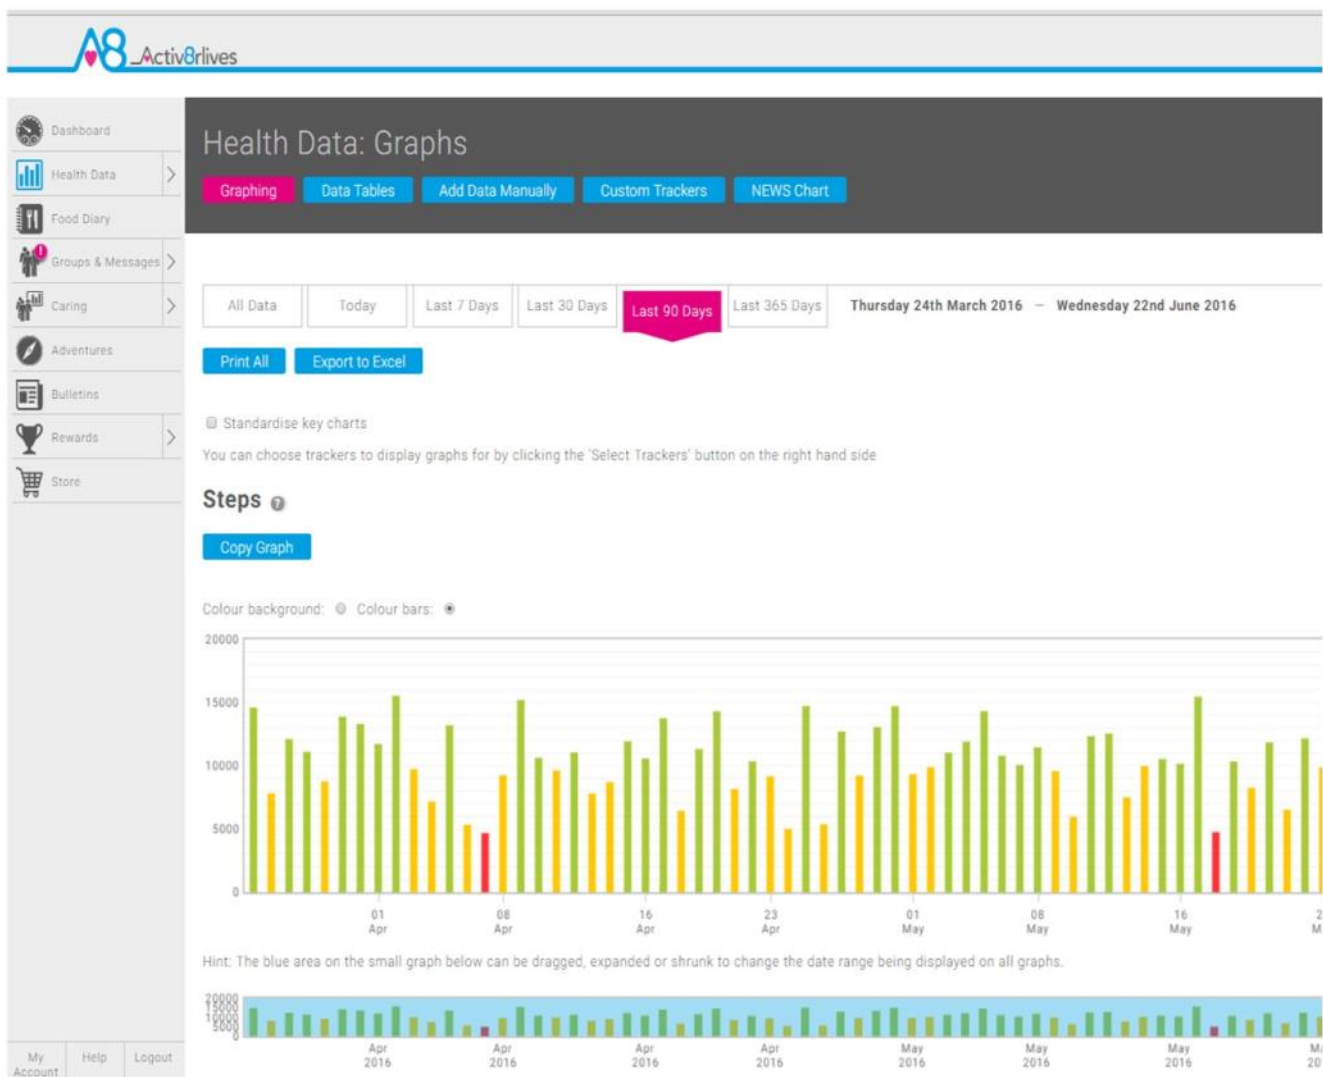 A8 Activ8rlives
Dashboard
Health Data
Food Diary
Groups & Messages
Caring
Adventures
Bulletins
Rewards
Store
My Account
Help
Logout
Health Data: Graphs
Graphing
Data Tables
Add Data Manually
Custom Trackers
NEWS Chart
All Data
Today
Last 7 Days
Last 30 Days
Last 90 Days
Last 365 Days
Thursday 24th March 2016 – Wednesday 22nd June 2016
Print All
Export to Excel
Standardise key charts
You can choose trackers to display graphs for by clicking the 'Select Trackers' button on the right hand side
Steps ?
Copy Graph
Colour background: Colour bars:
20000
15000
10000
5000
0
01 Apr
08 Apr
16 Apr
23 Apr
01 May
08 May
16 May
2
M
Hint: The blue area on the small graph below can be dragged, expanded or shrunk to change the date range being displayed on all graphs.
20000
15000
10000
5000
0
Apr 2016
Apr 2016
Apr 2016
Apr 2016
May 2016
May 2016
May 2016
20